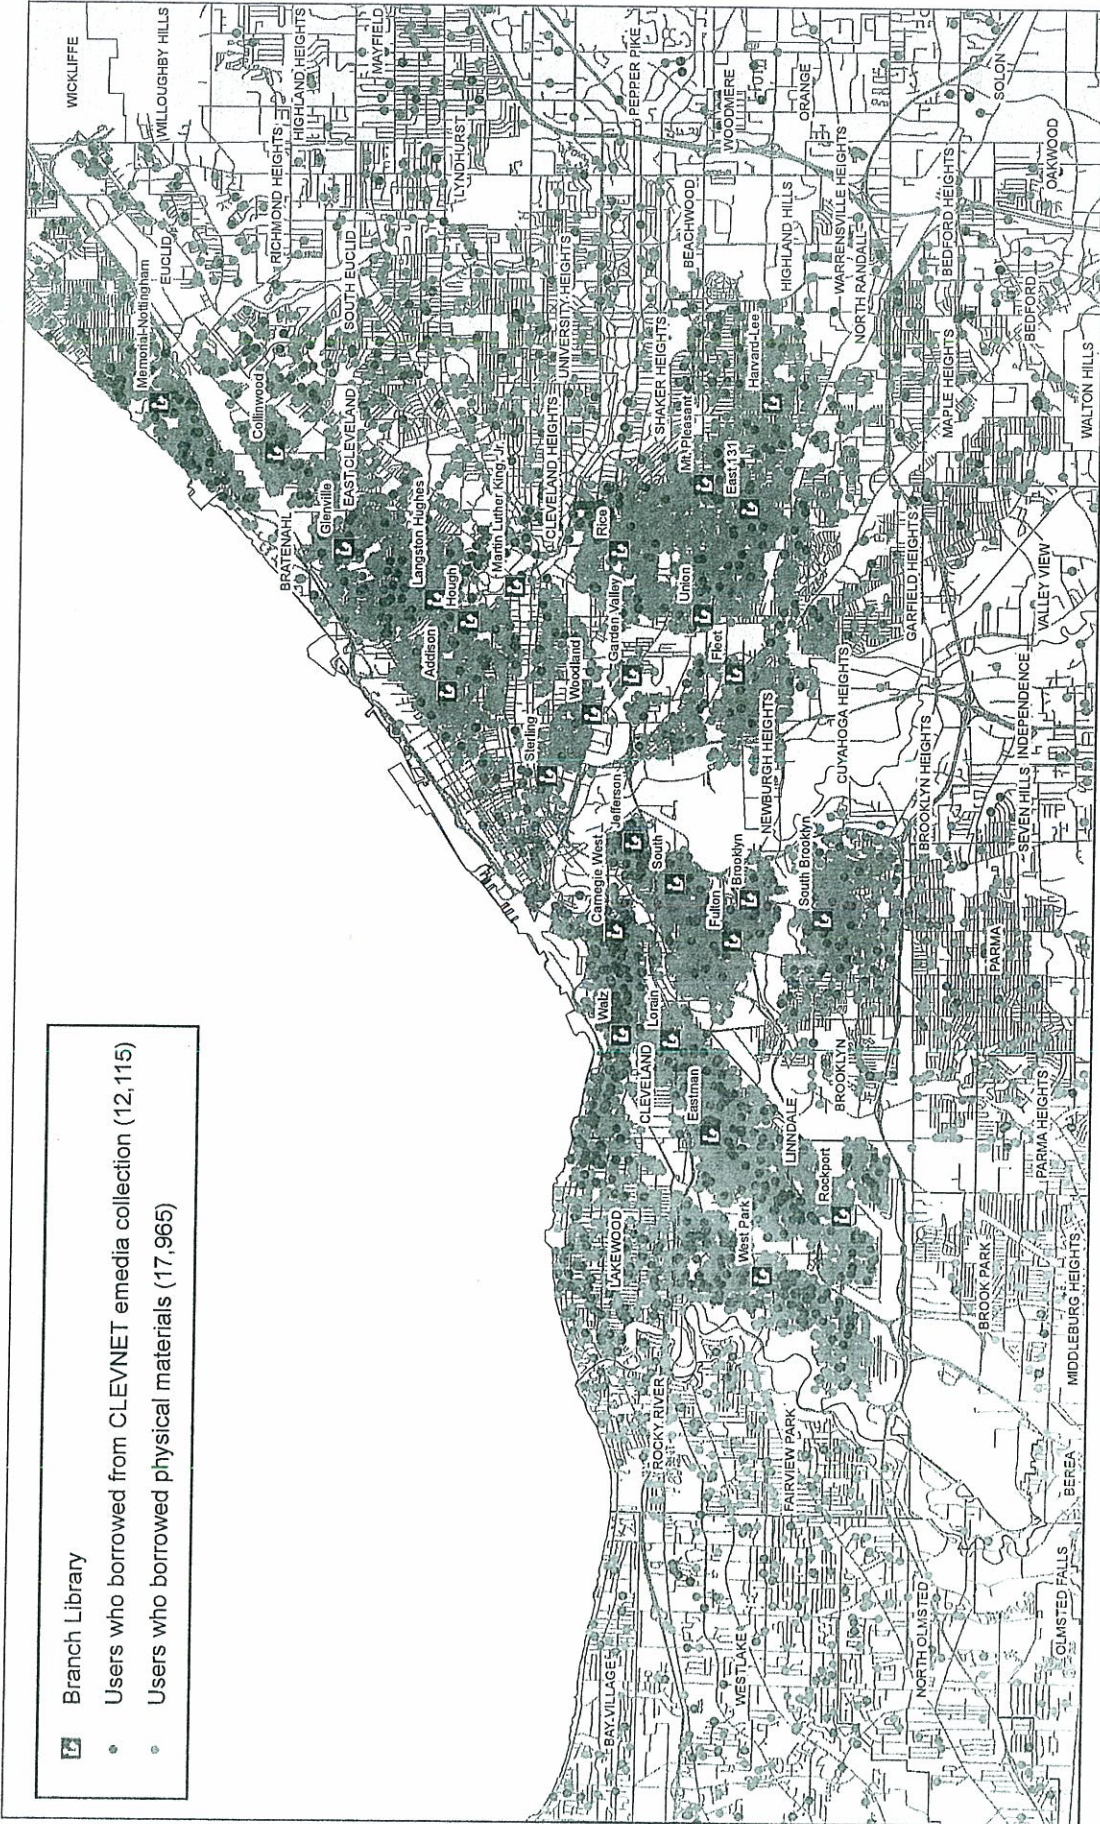 Branch Library
Users who borrowed from CLEVNET emedia collection (12,115)
Users who borrowed physical materials (17,965)
WICKLIFFE
WILLOUGHBY HILLS
HIGHLAND HEIGHTS
MAYFIELD
RICHMOND HEIGHTS
EUCLID
Memorial-Nottingham
LYNDHURST
SOUTH EUCLID
Collinwood
EAST CLEVELAND
Glenville
BRATENAHL
PEPPER PIKE
WOODMERE
ORANGE
SOLON
BEACHWOOD
UNIVERSITY HEIGHTS
CLEVELAND HEIGHTS
SHAKER HEIGHTS
HIGHLAND HILLS
WARRENSVILLE HEIGHTS
NORTH RANDALL
BEDFORD HEIGHTS
OAKWOOD
BEDFORD
MAPLE HEIGHTS
WALTON HILLS
Langston Hughes
Hough
Martin Luther King, Jr.
Addison
Rice
Mt Pleasant
Harvard-Lee
East 131
Union
Garden Valley
Woodland
Fleet
Sterling
GARFIELD HEIGHTS
VALLEY VIEW
CUYAHOGA HEIGHTS
NEWBURGH HEIGHTS
INDEPENDENCE
BROOKLYN HEIGHTS
SEVEN HILLS
Jefferson
South
Carnegie West
Brooklyn
Fulton
South Brooklyn
PARMA
Walz
Lorain
CLEVELAND
Eastman
BROOKLYN
LINNDALE
PARMA HEIGHTS
Rockport
West Park
LAKEWOOD
BROOK PARK
MIDDLEBURG HEIGHTS
ROCKY RIVER
FAIRVIEW PARK
BEREA
OLMSTED FALLS
NORTH OLMSTED
WESTLAKE
BAY VILLAGE